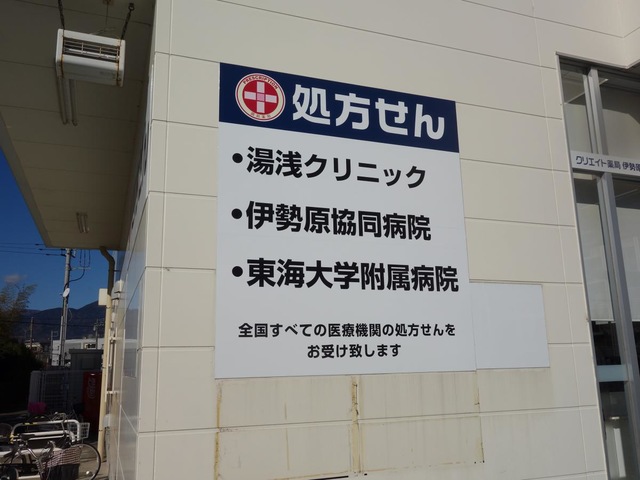 PRESCRIPTION
処方せん
•湯浅クリニック
•伊勢原協同病院
•東海大学附属病院
全国すべての医療機関の処方せんを
お受け致します
クリエイト薬局 伊勢原